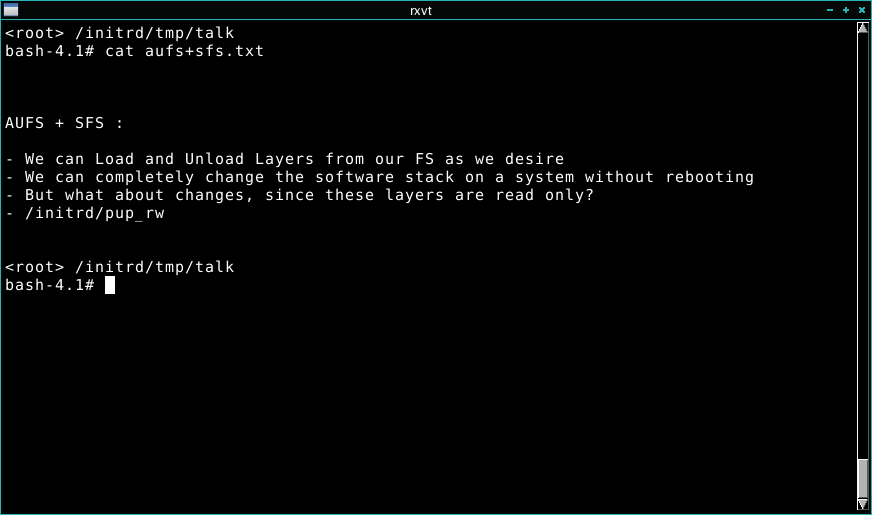 rxvt
<root> /initrd/tmp/talk
bash-4.1# cat aufs+sfs.txt
AUFS + SFS :
- We can Load and Unload Layers from our FS as we desire
- We can completely change the software stack on a system without rebooting
- But what about changes, since these layers are read only?
- /initrd/pup_rw
<root> /initrd/tmp/talk
bash-4.1#